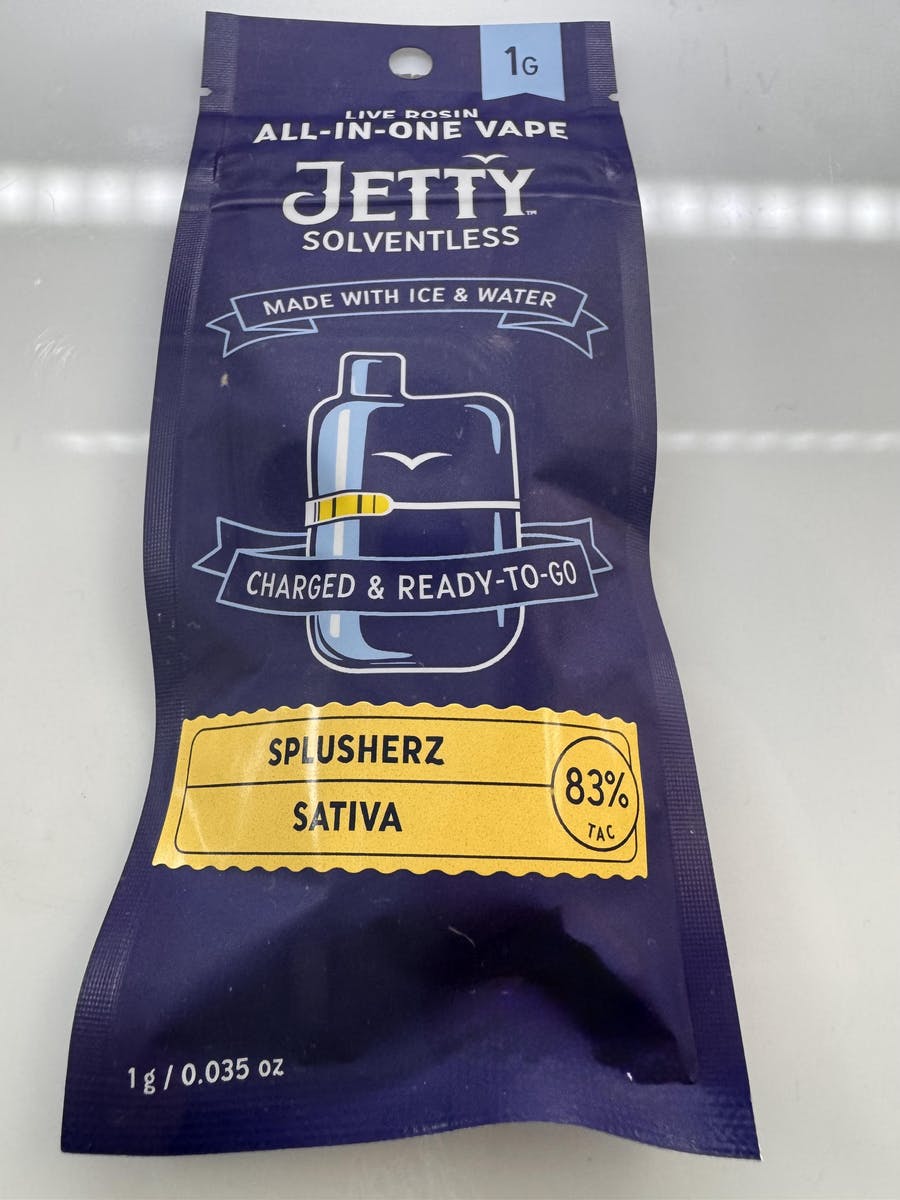 1G
LIVE ROSIN
ALL-IN-ONE VAPE
JETTY™
SOLVENTLESS
MADE WITH ICE & WATER
CHARGED & READY-TO-GO
SPLUSHERZ
SATIVA
83%
TAC
1g / 0.035 oz